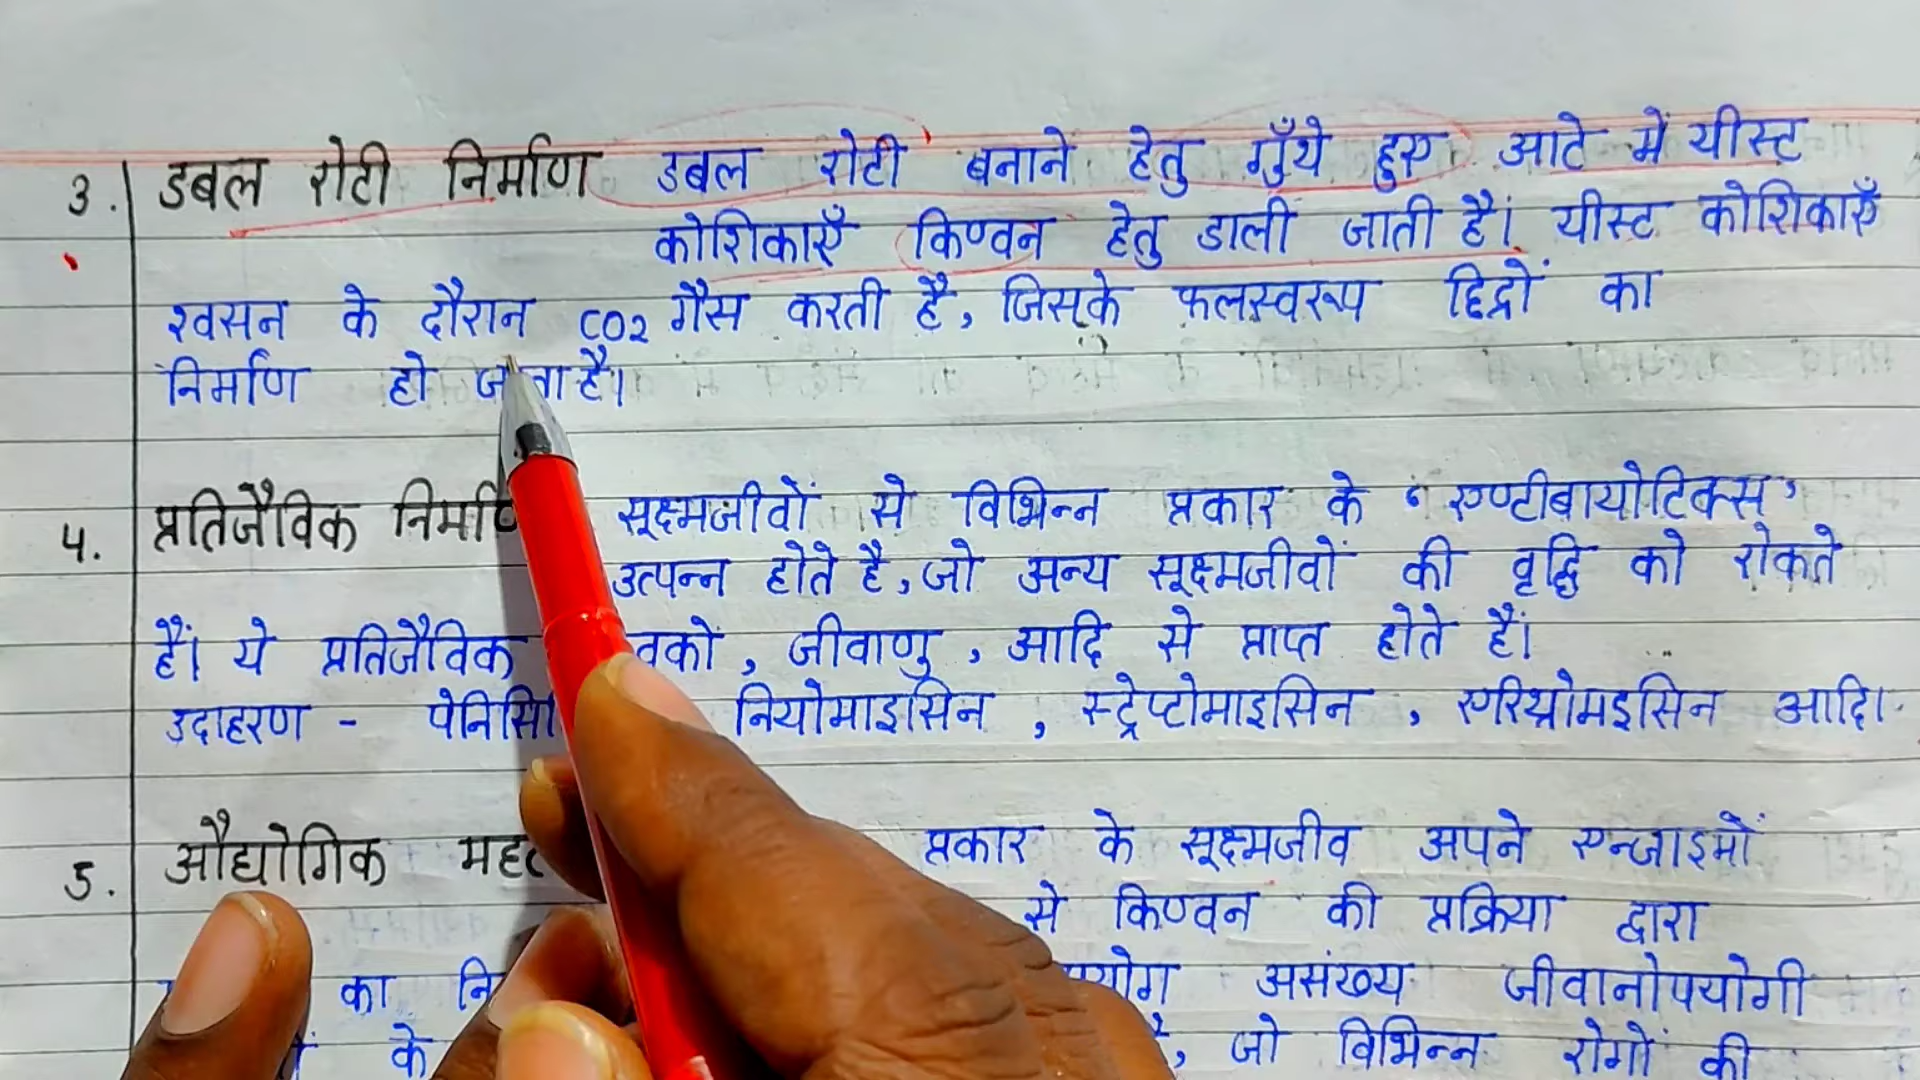 3. डबल रोटी निर्माण डबल रोटी बनाने हेतु गुँथे हुए आटे में यीस्ट
कोशिकाएँ किण्वन हेतु डाली जाती है। यीस्ट कोशिकाएँ
श्वसन के दौरान CO2 गैस करती है, जिसके फलस्वरूप छिद्रों का
निर्माण हो जाता है।
4. प्रतिजैविक सूक्ष्मजीवों से विभिन्न प्रकार के 'एण्टीबायोटिक्स'
उत्पन्न होते है, जो अन्य सूक्ष्मजीवों की वृद्धि को रोकते
हैं। ये प्रतिजैविक जीवाणु, आदि से प्राप्त होते हैं।
उदाहरण - नियोमाइसिन, स्ट्रेप्टोमाइसिन, एरिथ्रोमइसिन आदि।
5. औद्योगिक प्रकार के सूक्ष्मजीव अपने एन्जाइमों
से किण्वन की प्रक्रिया द्वारा
का असंख्य जीवानोपयोगी
के जो विभिन्न रोगों की